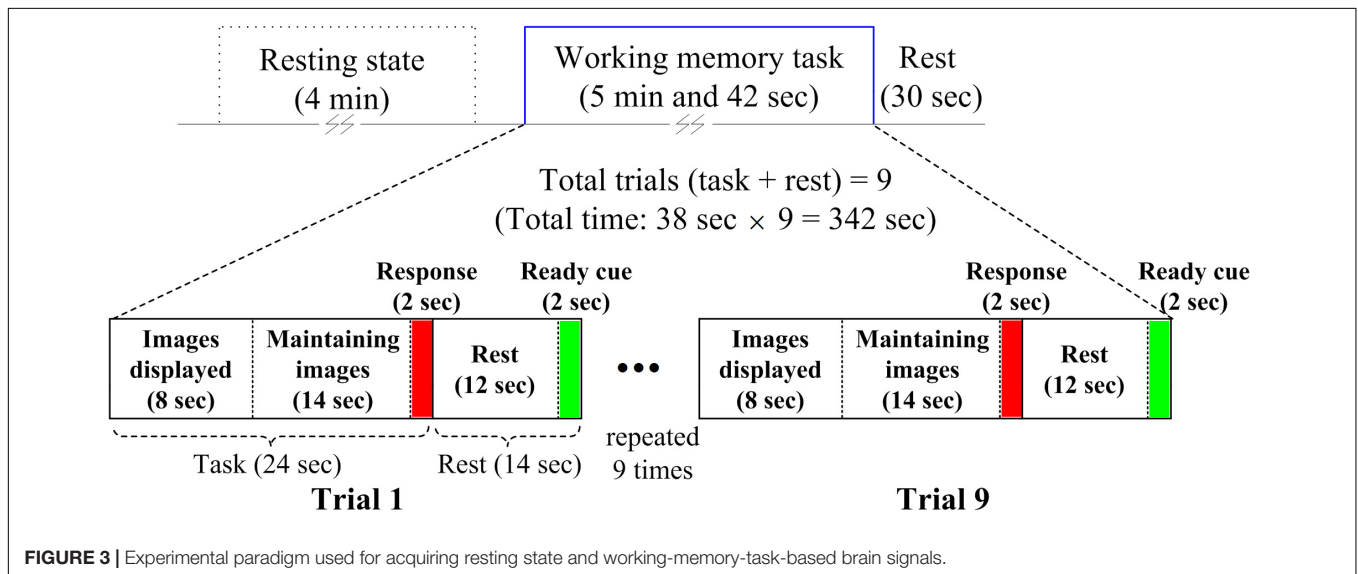 Resting state
(4 min)
Working memory task
(5 min and 42 sec)
Rest
(30 sec)
Total trials (task + rest) = 9
(Total time: 38 sec × 9 = 342 sec)
Response
(2 sec)
Ready cue
(2 sec)
Images
displayed
(8 sec)
Maintaining
images
(14 sec)
Rest
(12 sec)
•••
Response
(2 sec)
Ready cue
(2 sec)
Images
displayed
(8 sec)
Maintaining
images
(14 sec)
Rest
(12 sec)
Task (24 sec)
Rest (14 sec)
repeated
9 times
Trial 1
Trial 9
FIGURE 3 | Experimental paradigm used for acquiring resting state and working-memory-task-based brain signals.